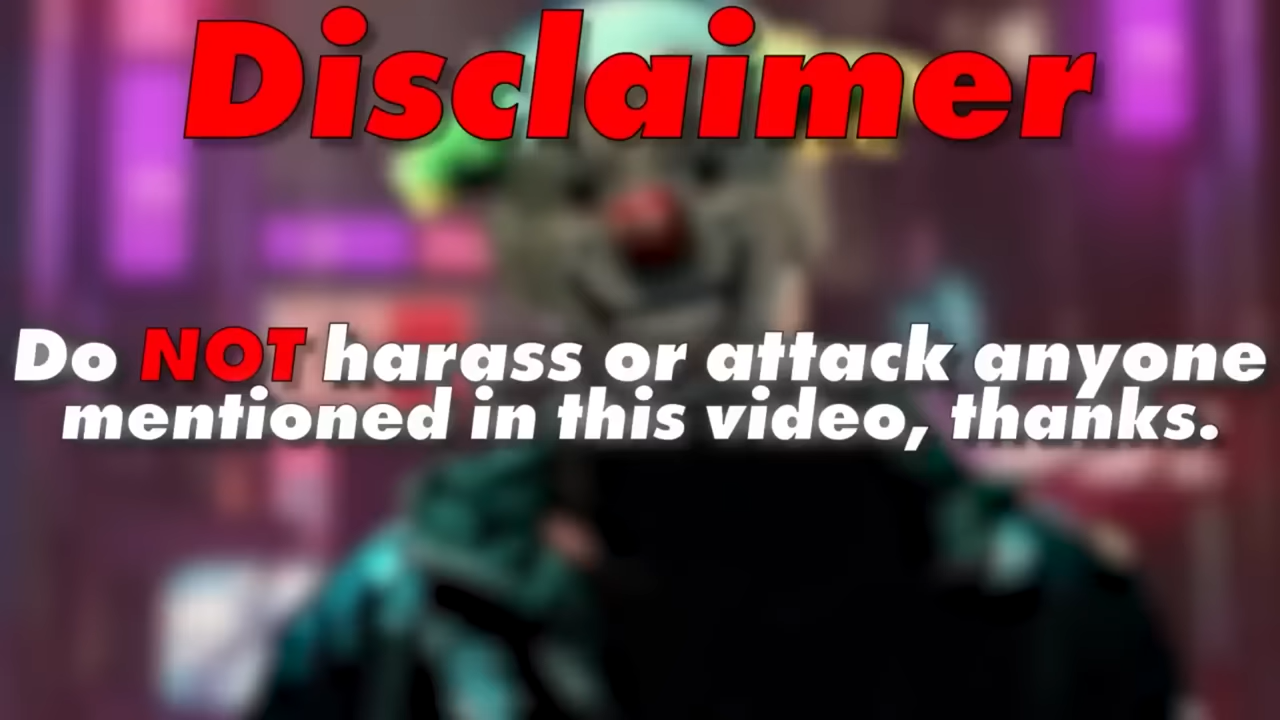 Disclaimer
Do NOT harass or attack anyone
mentioned in this video, thanks.